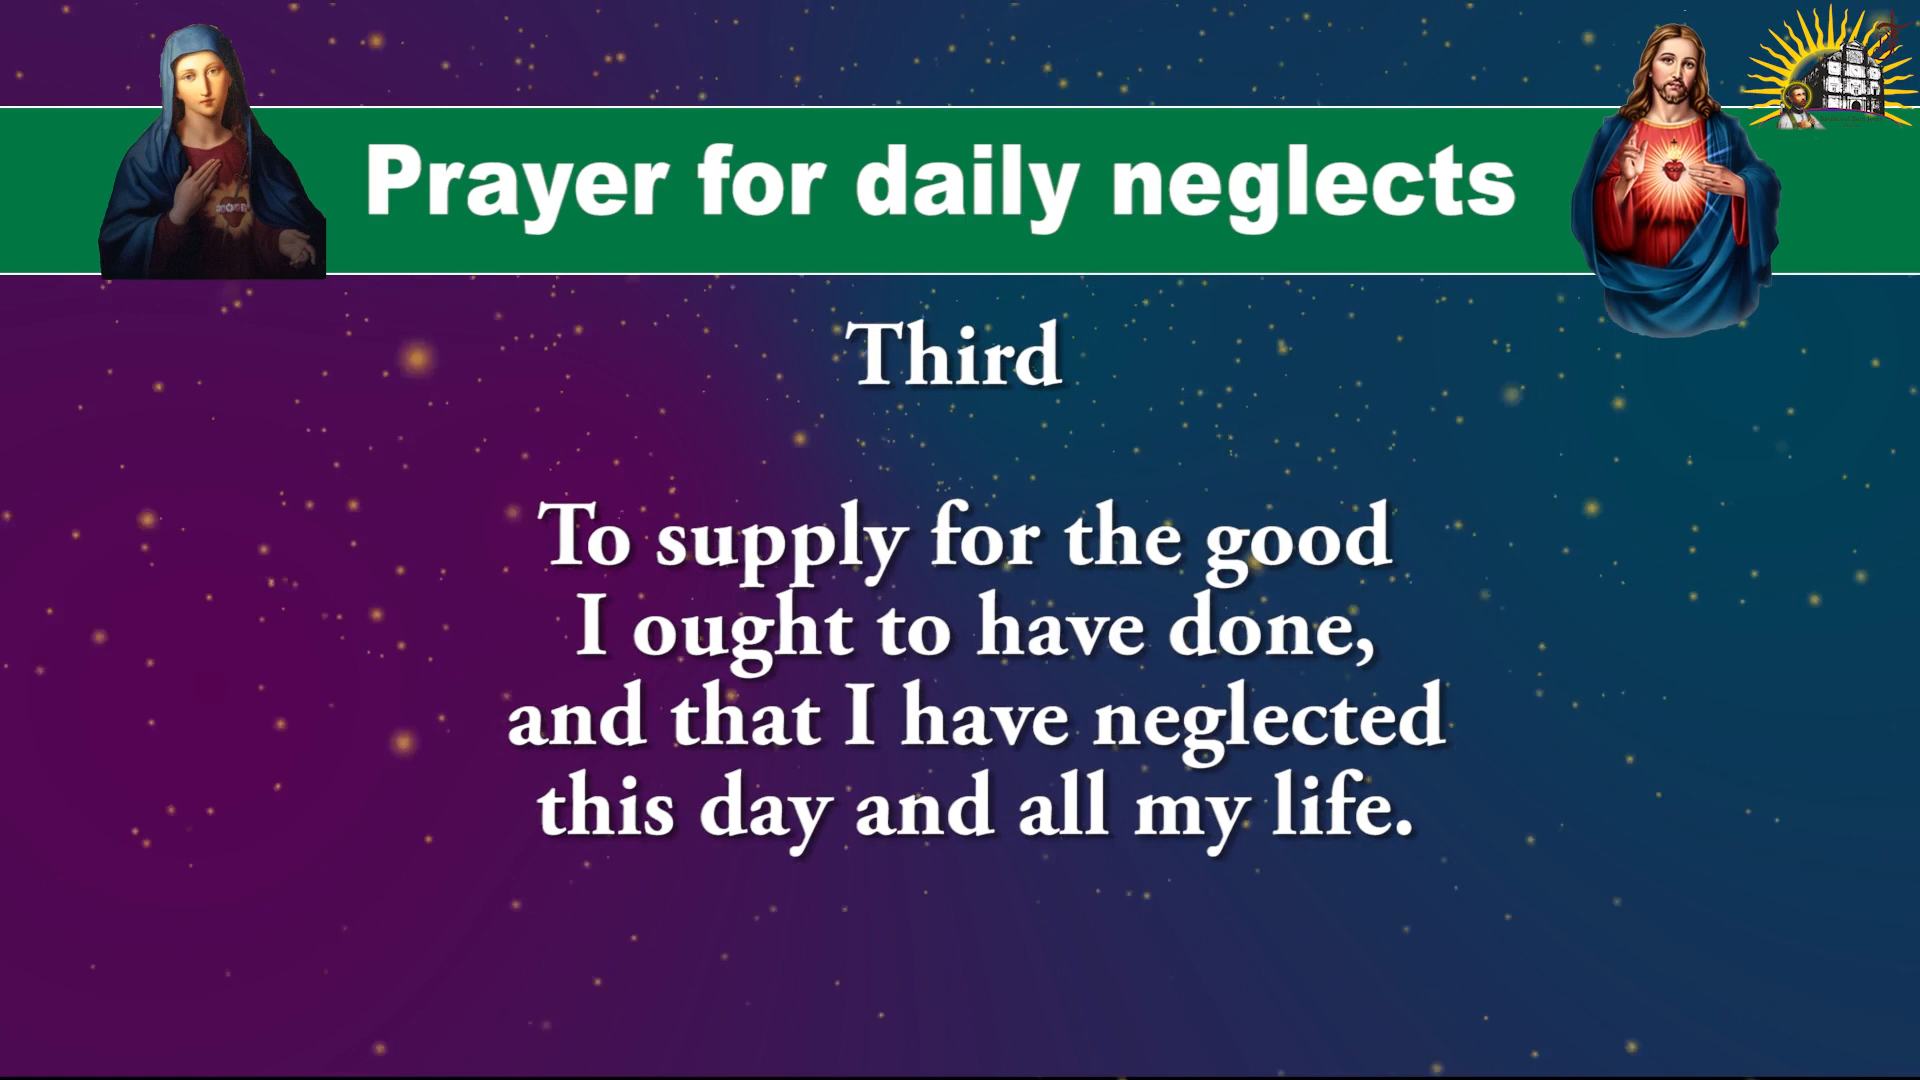 Prayer for daily neglects
Third
To supply for the good
I ought to have done,
and that I have neglected
this day and all my life.